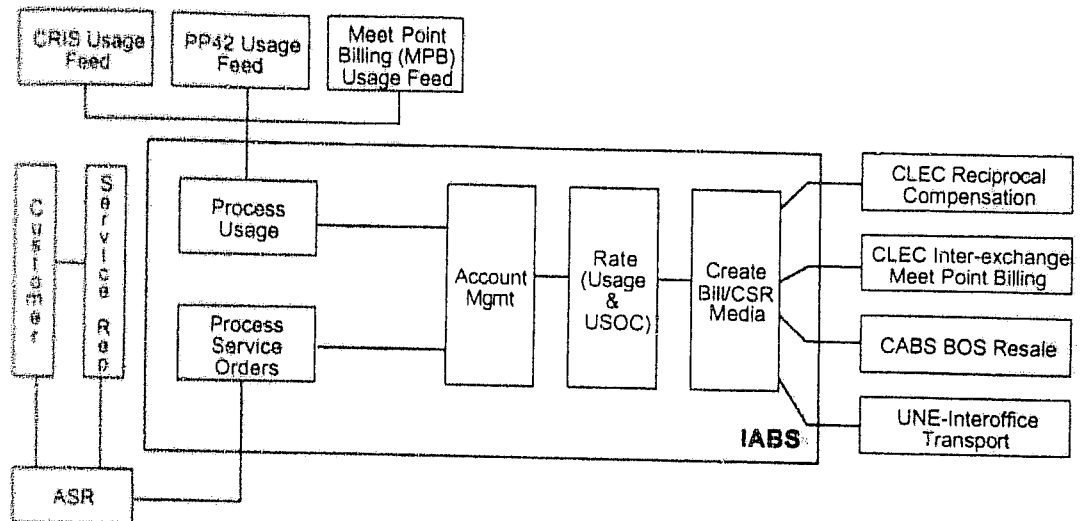 CRIS Usage
Feed
PP42 Usage
Feed
Meet Point
Billing (MPB)
Usage Feed
Customer
Service Rep
Process
Usage
Process
Service
Orders
Account
Mgmt
Rate
(Usage
&
USOC)
Create
Bill/CSR
Media
IABS
CLEC Reciprocal
Compensation
CLEC Inter-exchange
Meet Point Billing
CABS BOS Resale
UNE-Interoffice
Transport
ASR